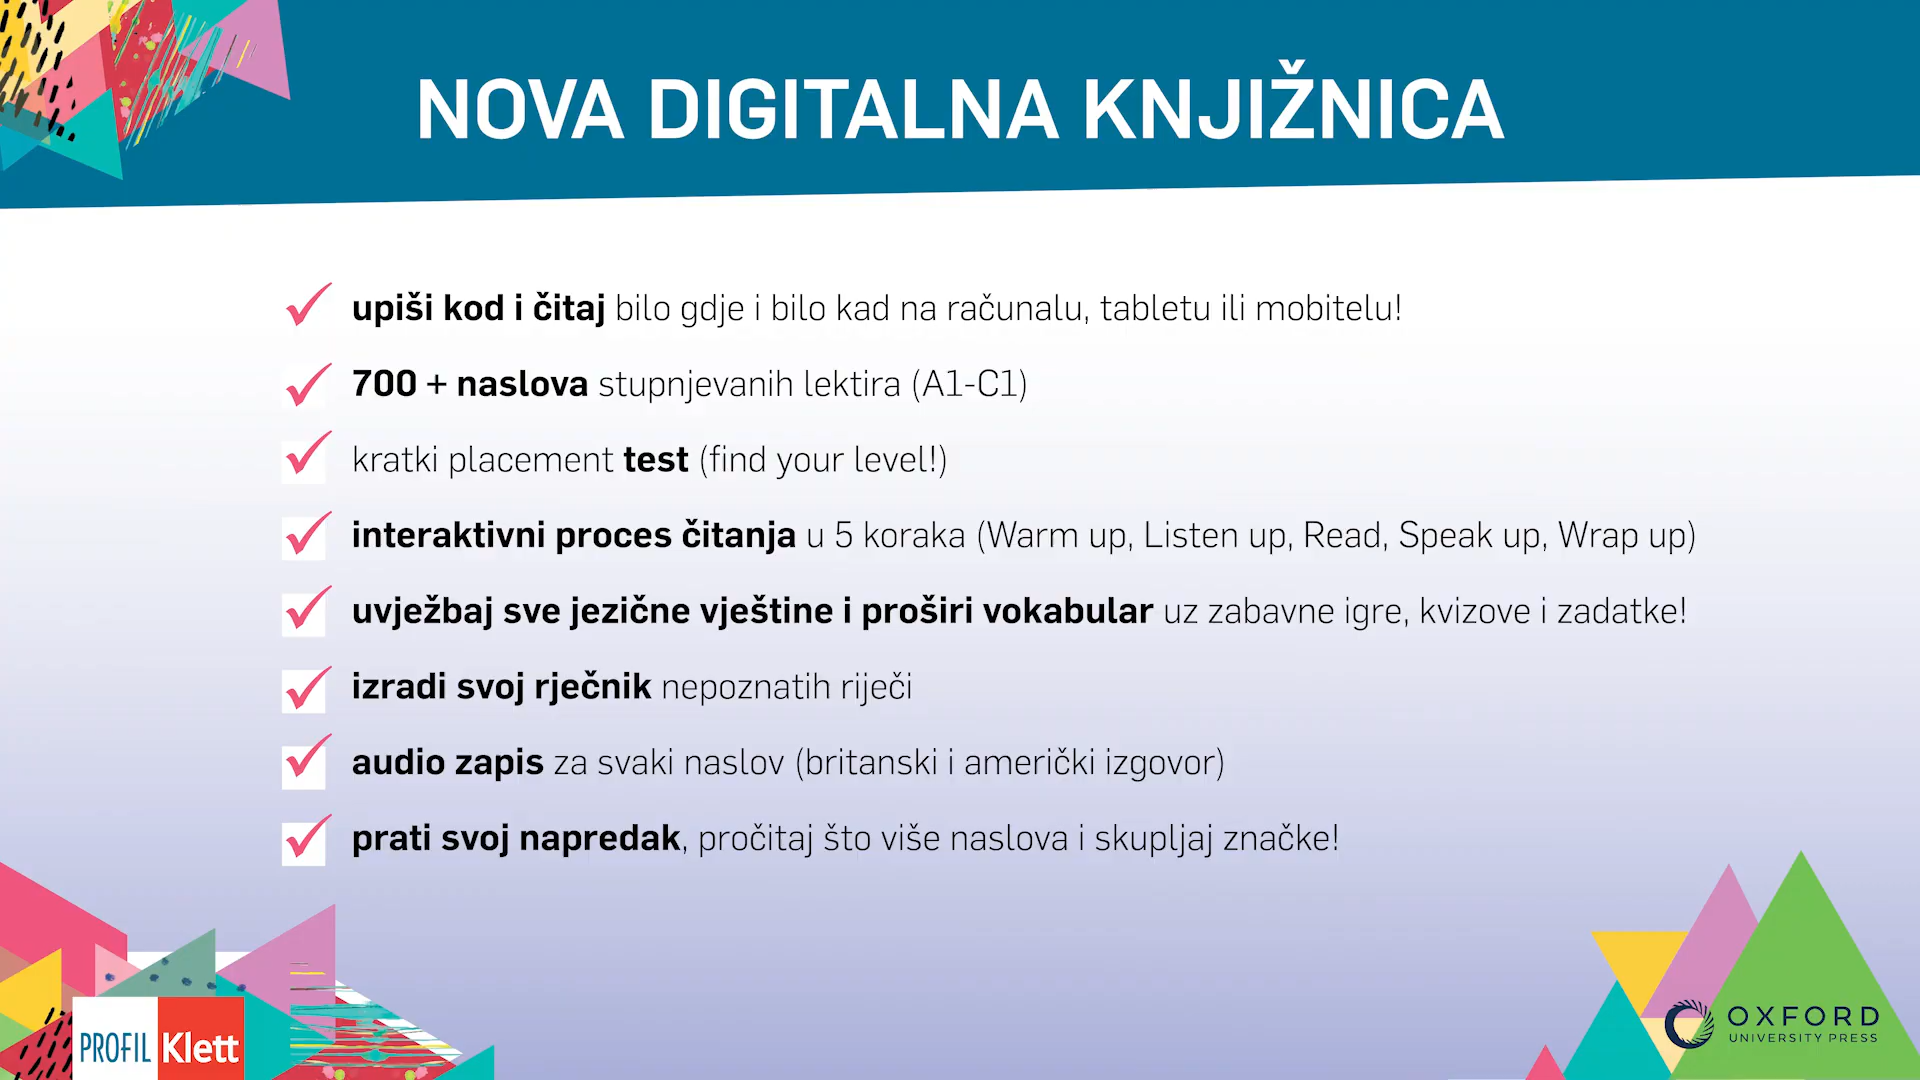 NOVA DIGITALNA KNJIŽNICA
upiši kod i čitaj bilo gdje i bilo kad na računalu, tabletu ili mobitelu!
700 + naslova stupnjevanih lektira (A1-C1)
kratki placement test (find your level!)
interaktivni proces čitanja u 5 koraka (Warm up, Listen up, Read, Speak up, Wrap up)
uvježbaj sve jezične vještine i proširi vokabular uz zabavne igre, kvizove i zadatke!
izradi svoj rječnik nepoznatih riječi
audio zapis za svaki naslov (britanski i američki izgovor)
prati svoj napredak, pročitaj što više naslova i skupljaj značke!
PROFIL Klett
OXFORD
UNIVERSITY PRESS